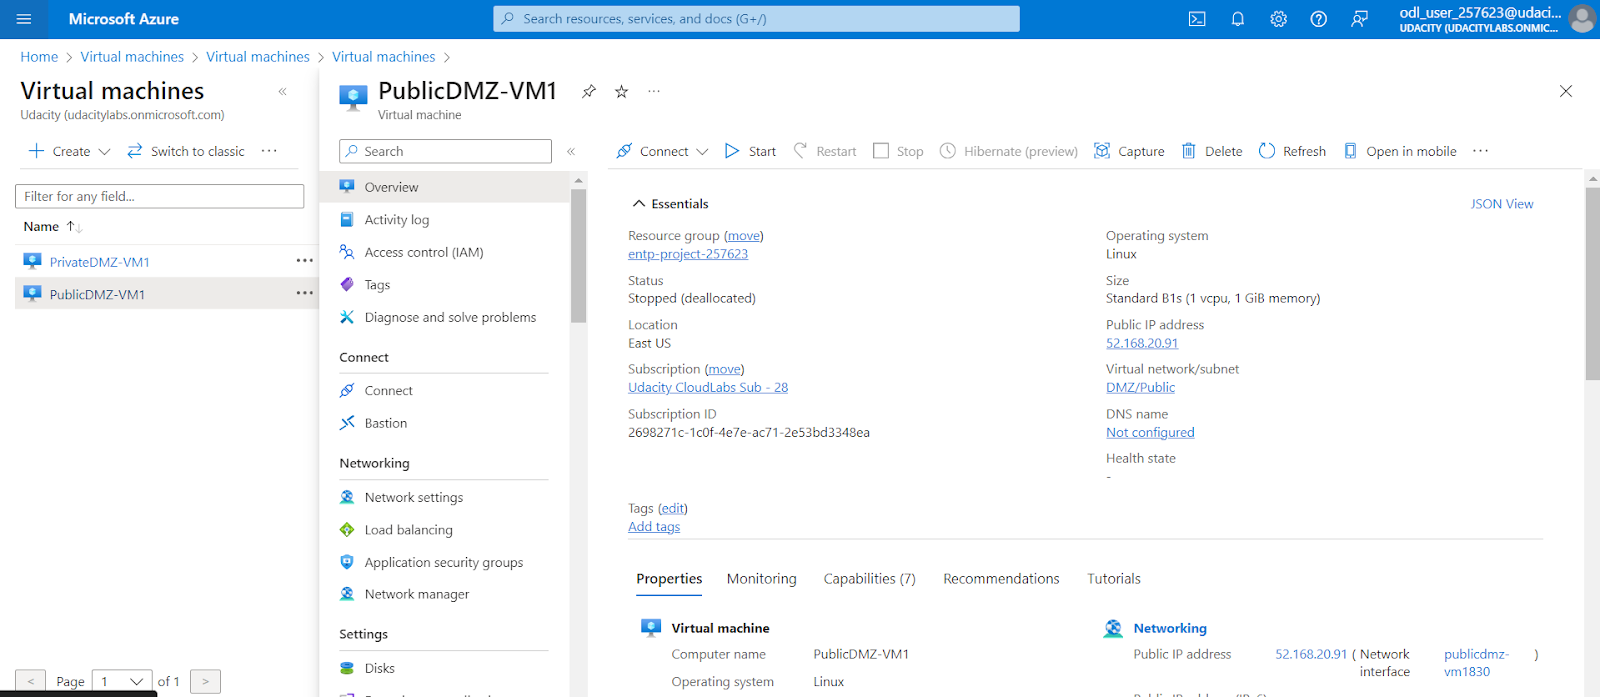 Microsoft Azure
Search resources, services, and docs (G+/)
odl_user_257623@udaci...
UDACITY (UDACITYLABS.ONMIC...
Home > Virtual machines > Virtual machines > Virtual machines >
Virtual machines
Udacity (udacitylabs.onmicrosoft.com)
Create
Switch to classic
Filter for any field...
Name
PrivateDMZ-VM1
PublicDMZ-VM1
< Page 1 of 1 >
PublicDMZ-VM1
Virtual machine
Search
Overview
Activity log
Access control (IAM)
Tags
Diagnose and solve problems
Connect
Connect
Bastion
Networking
Network settings
Load balancing
Application security groups
Network manager
Settings
Disks
Connect Start Restart Stop Hibernate (preview) Capture Delete Refresh Open in mobile
Essentials
JSON View
Resource group (move)
entp-project-257623
Status
Stopped (deallocated)
Location
East US
Subscription (move)
Udacity CloudLabs Sub - 28
Subscription ID
2698271c-1c0f-4e7e-ac71-2e53bd3348ea
Operating system
Linux
Size
Standard B1s (1 vcpu, 1 GiB memory)
Public IP address
52.168.20.91
Virtual network/subnet
DMZ/Public
DNS name
Not configured
Health state
-
Tags (edit)
Add tags
Properties Monitoring Capabilities (7) Recommendations Tutorials
Virtual machine
Computer name PublicDMZ-VM1
Operating system Linux
Networking
Public IP address 52.168.20.91 ( Network interface publicdmz-vm1830 )